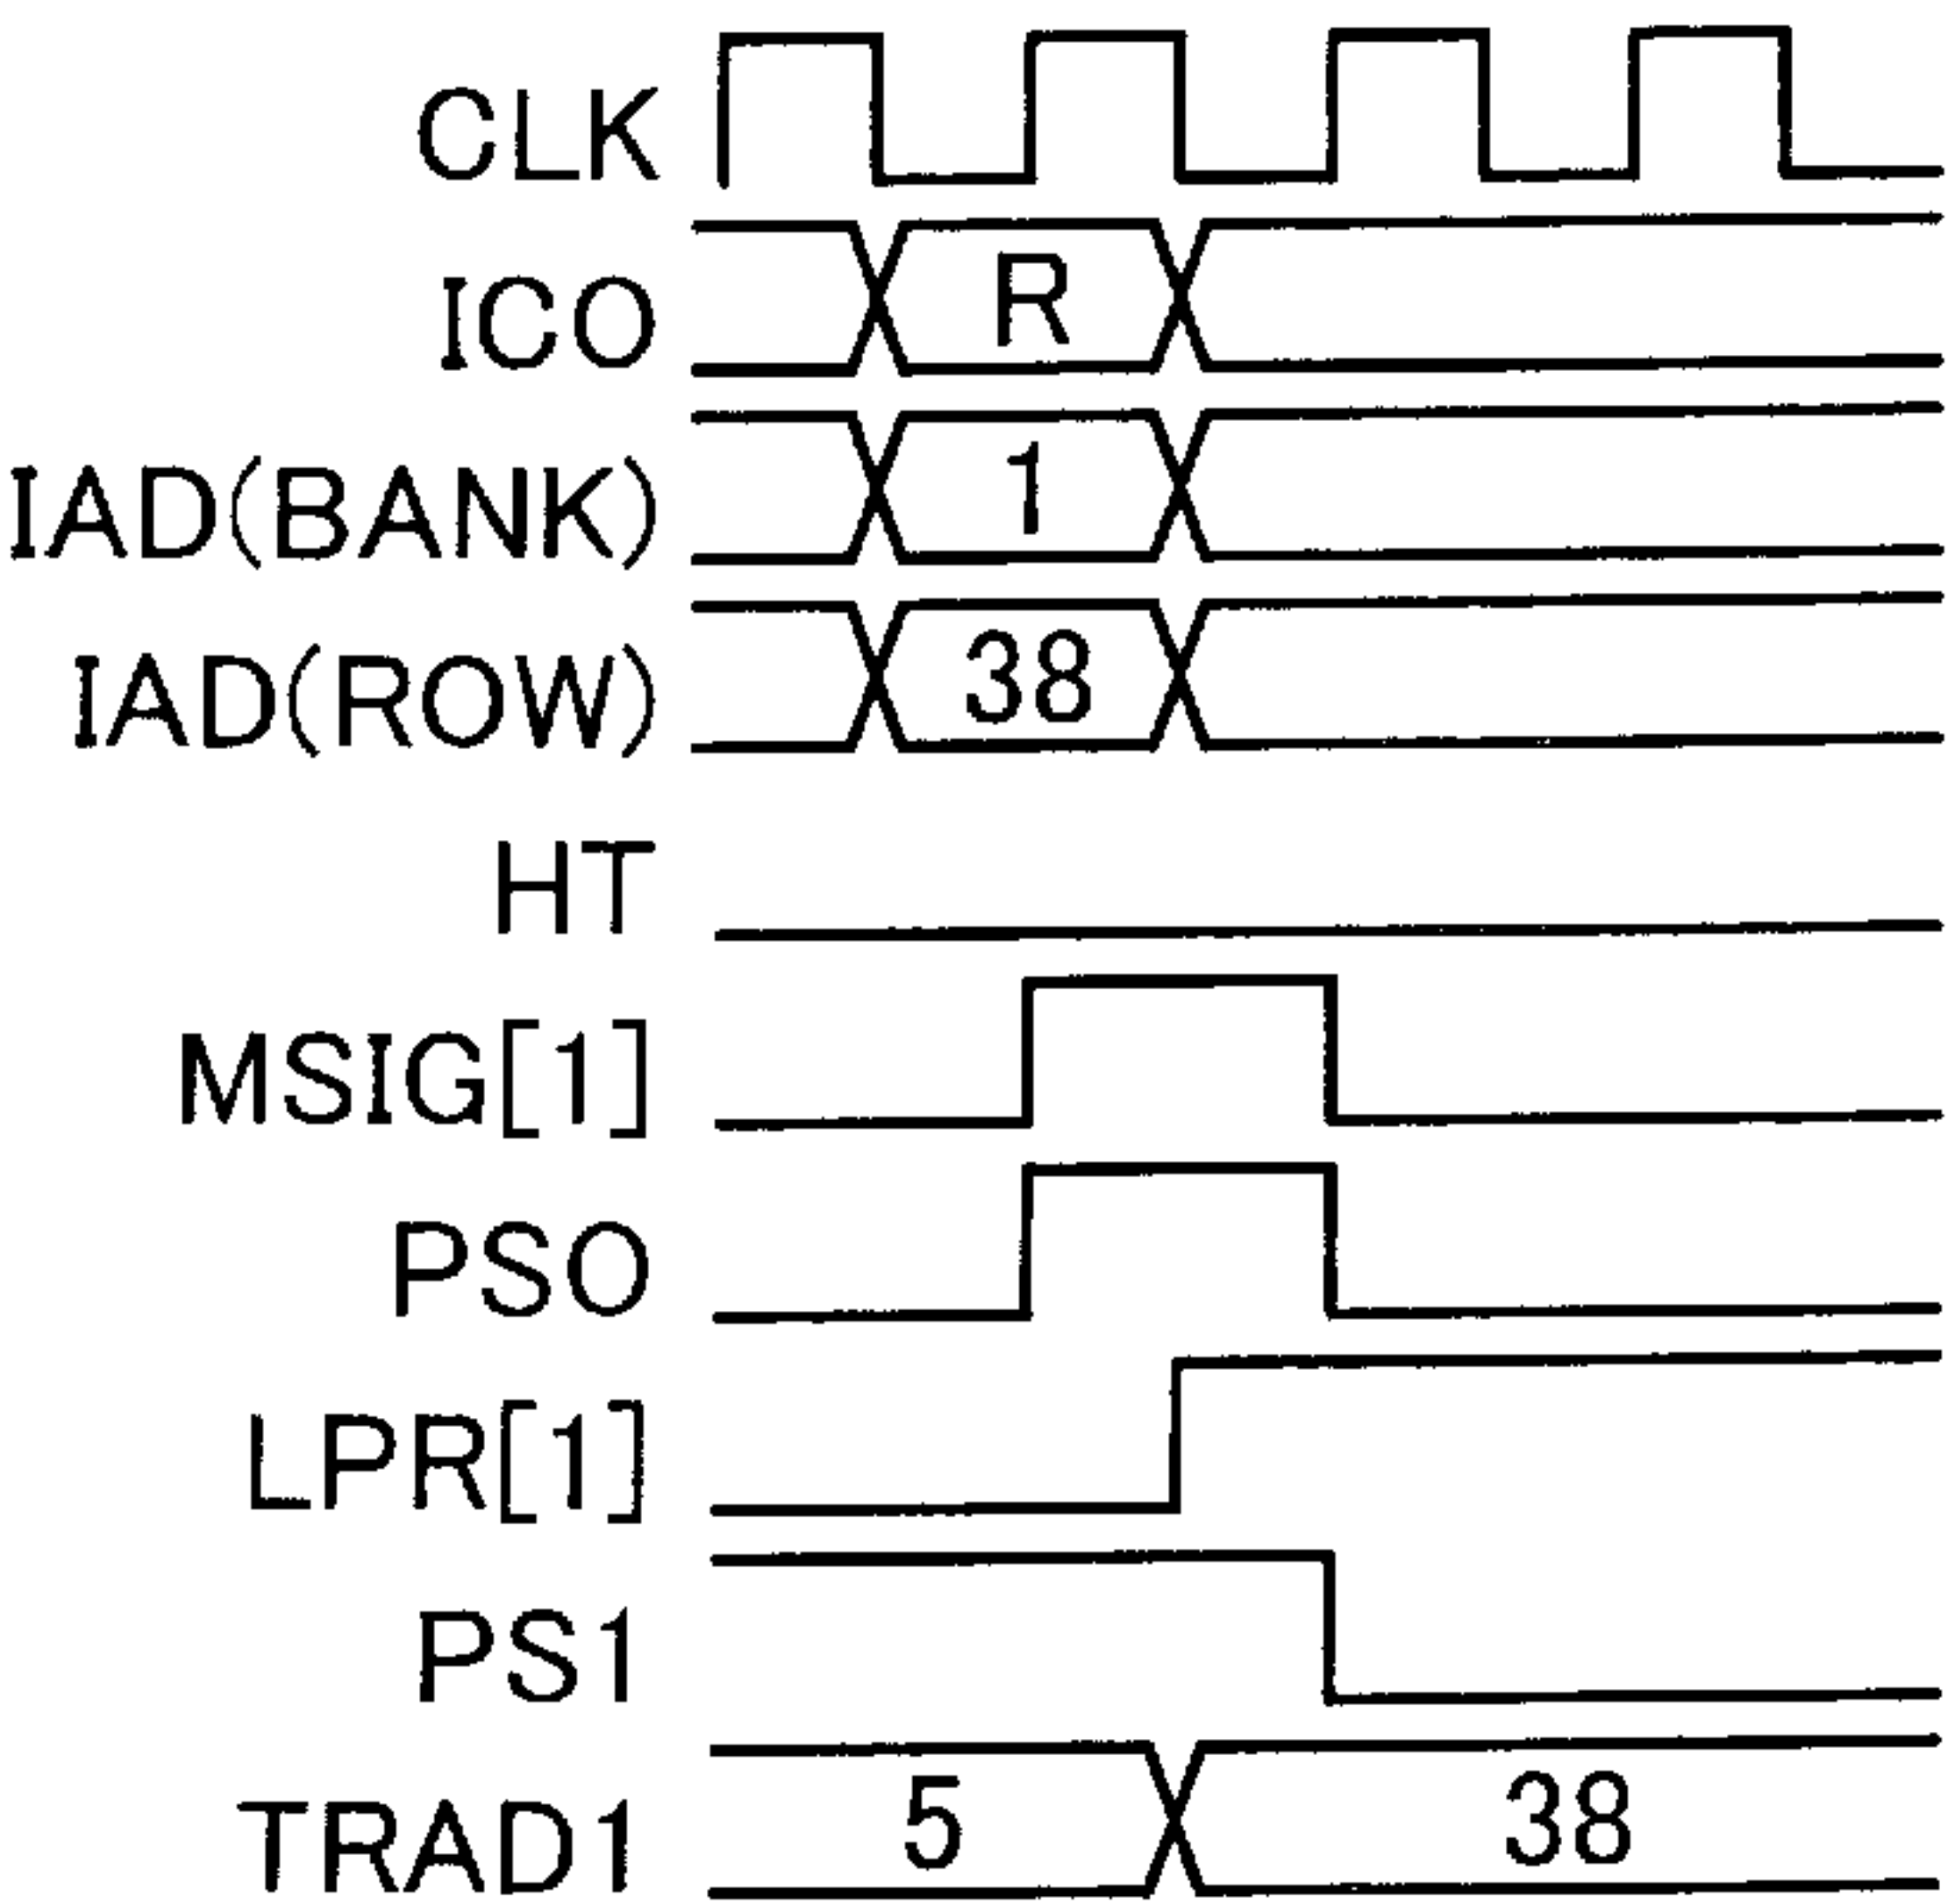 CLK
ICO R
IAD(BANK) 1
IAD(ROW) 38
HT
MSIG[1]
PSO
LPR[1]
PS1
TRAD1 5 38